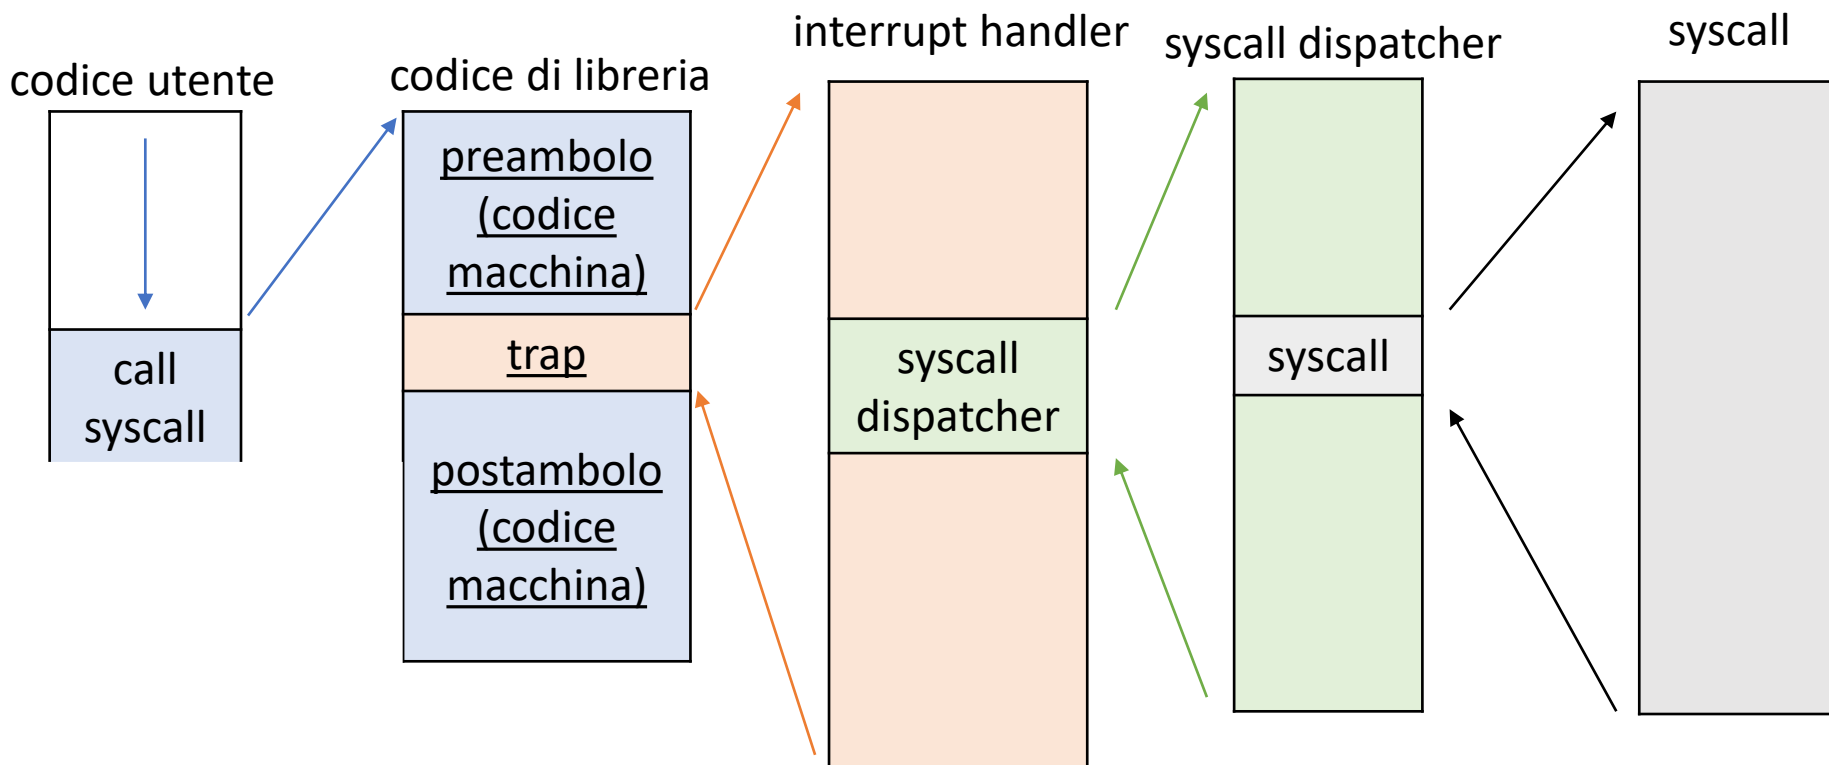 codice utente
call
syscall
codice di libreria
preambolo
(codice
macchina)
trap
postambolo
(codice
macchina)
interrupt handler
syscall
dispatcher
syscall dispatcher
syscall
syscall